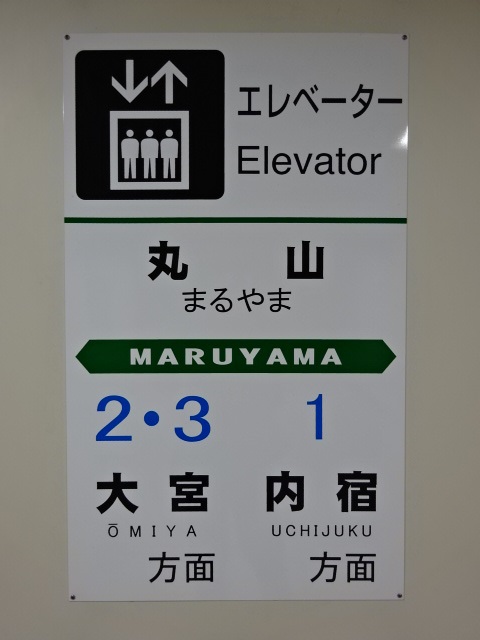 エレベーター
Elevator
丸 山
まるやま
MARUYAMA
2・3 1
大宮 内宿
ŌMIYA UCHIJUKU
方面 方面